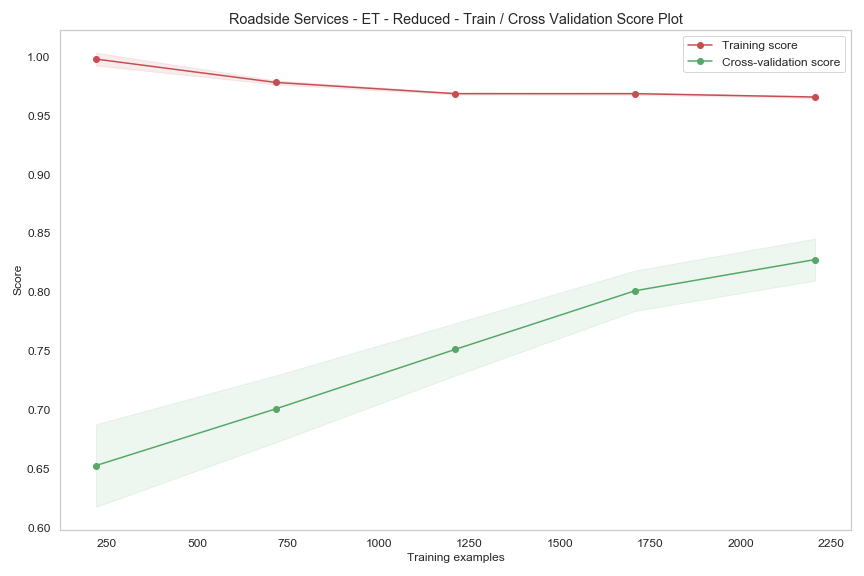 Roadside Services - ET - Reduced - Train / Cross Validation Score Plot
Training score
Cross-validation score
1.00
0.95
0.90
0.85
0.80
0.75
0.70
0.65
0.60
Score
250 500 750 1000 1250 1500 1750 2000 2250
Training examples